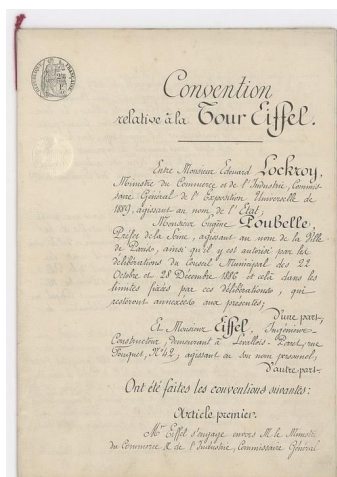 Convention
relative à la Tour Eiffel.
Entre Monsieur Edouard Lockroy,
Ministre du Commerce et de l'Industrie, Commis-
saire Général de l'Exposition Universelle de
1889, agissant au nom de l'État,
Monsieur Eugène Poubelle,
Préfet de la Seine, agissant au nom de la Ville
de Paris, ainsi qu'il y est autorisé par les
délibérations du Conseil Municipal des 22
Octobre et 28 Décembre 1886 et cela dans les
limites fixées par ces délibérations, qui
resteront annexées aux présentes;
D'une part,
Et Monsieur Eiffel, Ingénieur-
Constructeur, demeurant à Levallois-Perret, rue
Fouquet, N° 42; agissant en son nom personnel,
D'autre part,
Ont été faites les conventions suivantes:
Article premier.
Mr Eiffel s'engage envers M. le Ministre
du Commerce & de l'Industrie, Commissaire Général